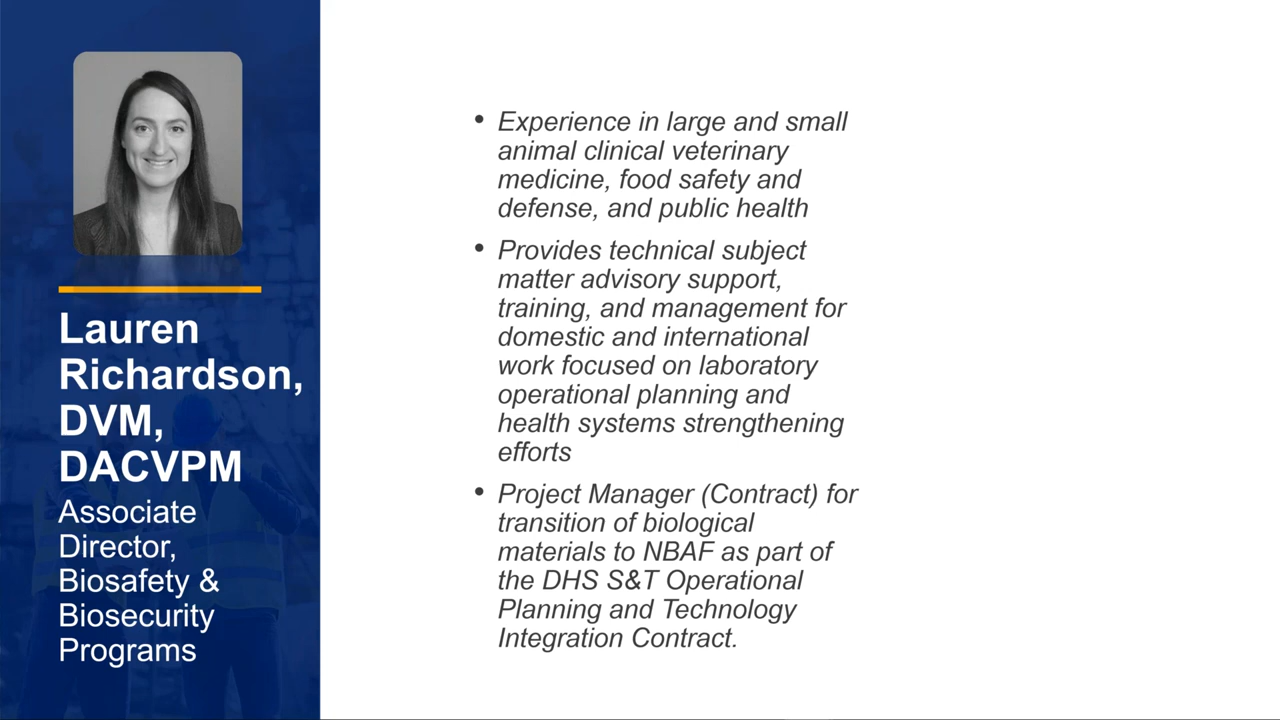 Lauren
Richardson,
DVM,
DACVPM
Associate
Director,
Biosafety &
Biosecurity
Programs
• Experience in large and small
animal clinical veterinary
medicine, food safety and
defense, and public health
• Provides technical subject
matter advisory support,
training, and management for
domestic and international
work focused on laboratory
operational planning and
health systems strengthening
efforts
• Project Manager (Contract) for
transition of biological
materials to NBAF as part of
the DHS S&T Operational
Planning and Technology
Integration Contract.